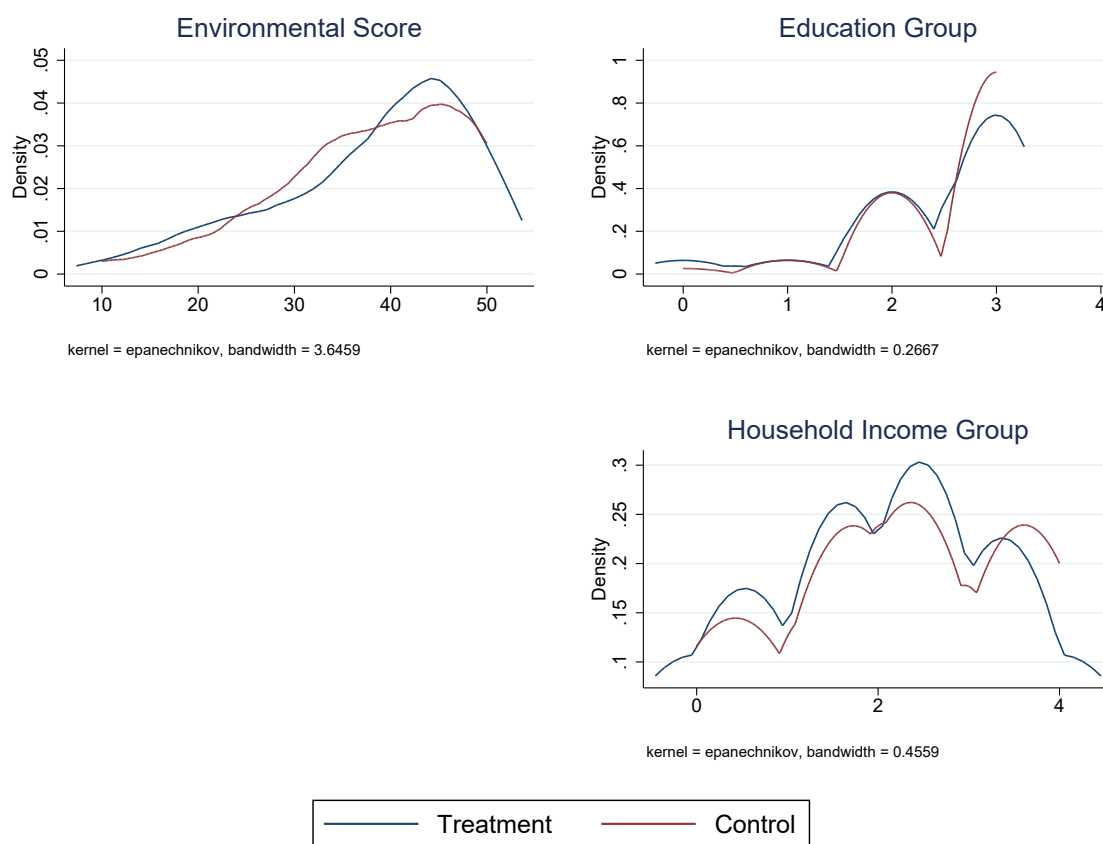 Environmental Score
Density
0 .01 .02 .03 .04 .05
10 20 30 40 50
kernel = epanechnikov, bandwidth = 3.6459
Education Group
Density
0 .2 .4 .6 .8 1
0 1 2 3 4
kernel = epanechnikov, bandwidth = 0.2667
Household Income Group
Density
.1 .15 .2 .25 .3
0 2 4
kernel = epanechnikov, bandwidth = 0.4559
Treatment Control